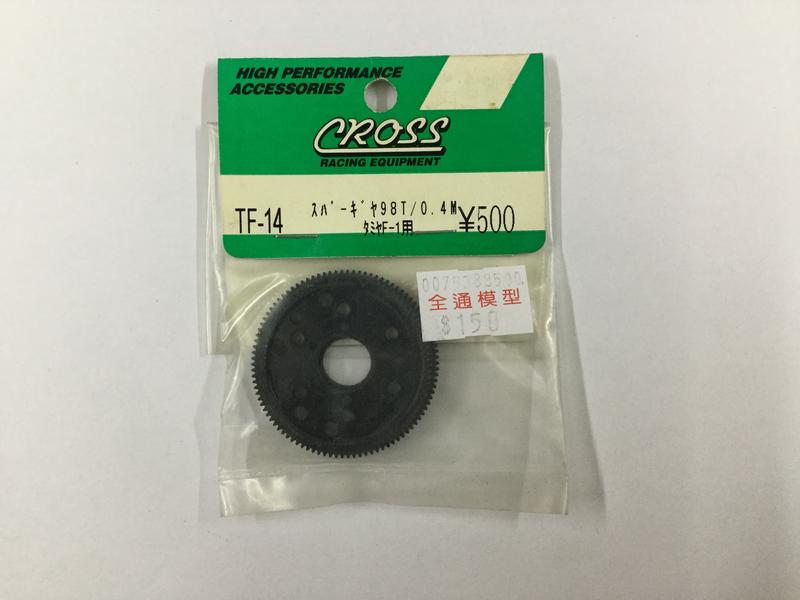 HIGH PERFORMANCE
ACCESSORIES
CROSS
RACING EQUIPMENT
TF-14
ｽﾊﾟｰｷﾞﾔ98T/0.4M
ﾀﾐﾔF-1用
¥500
全通模型
$150